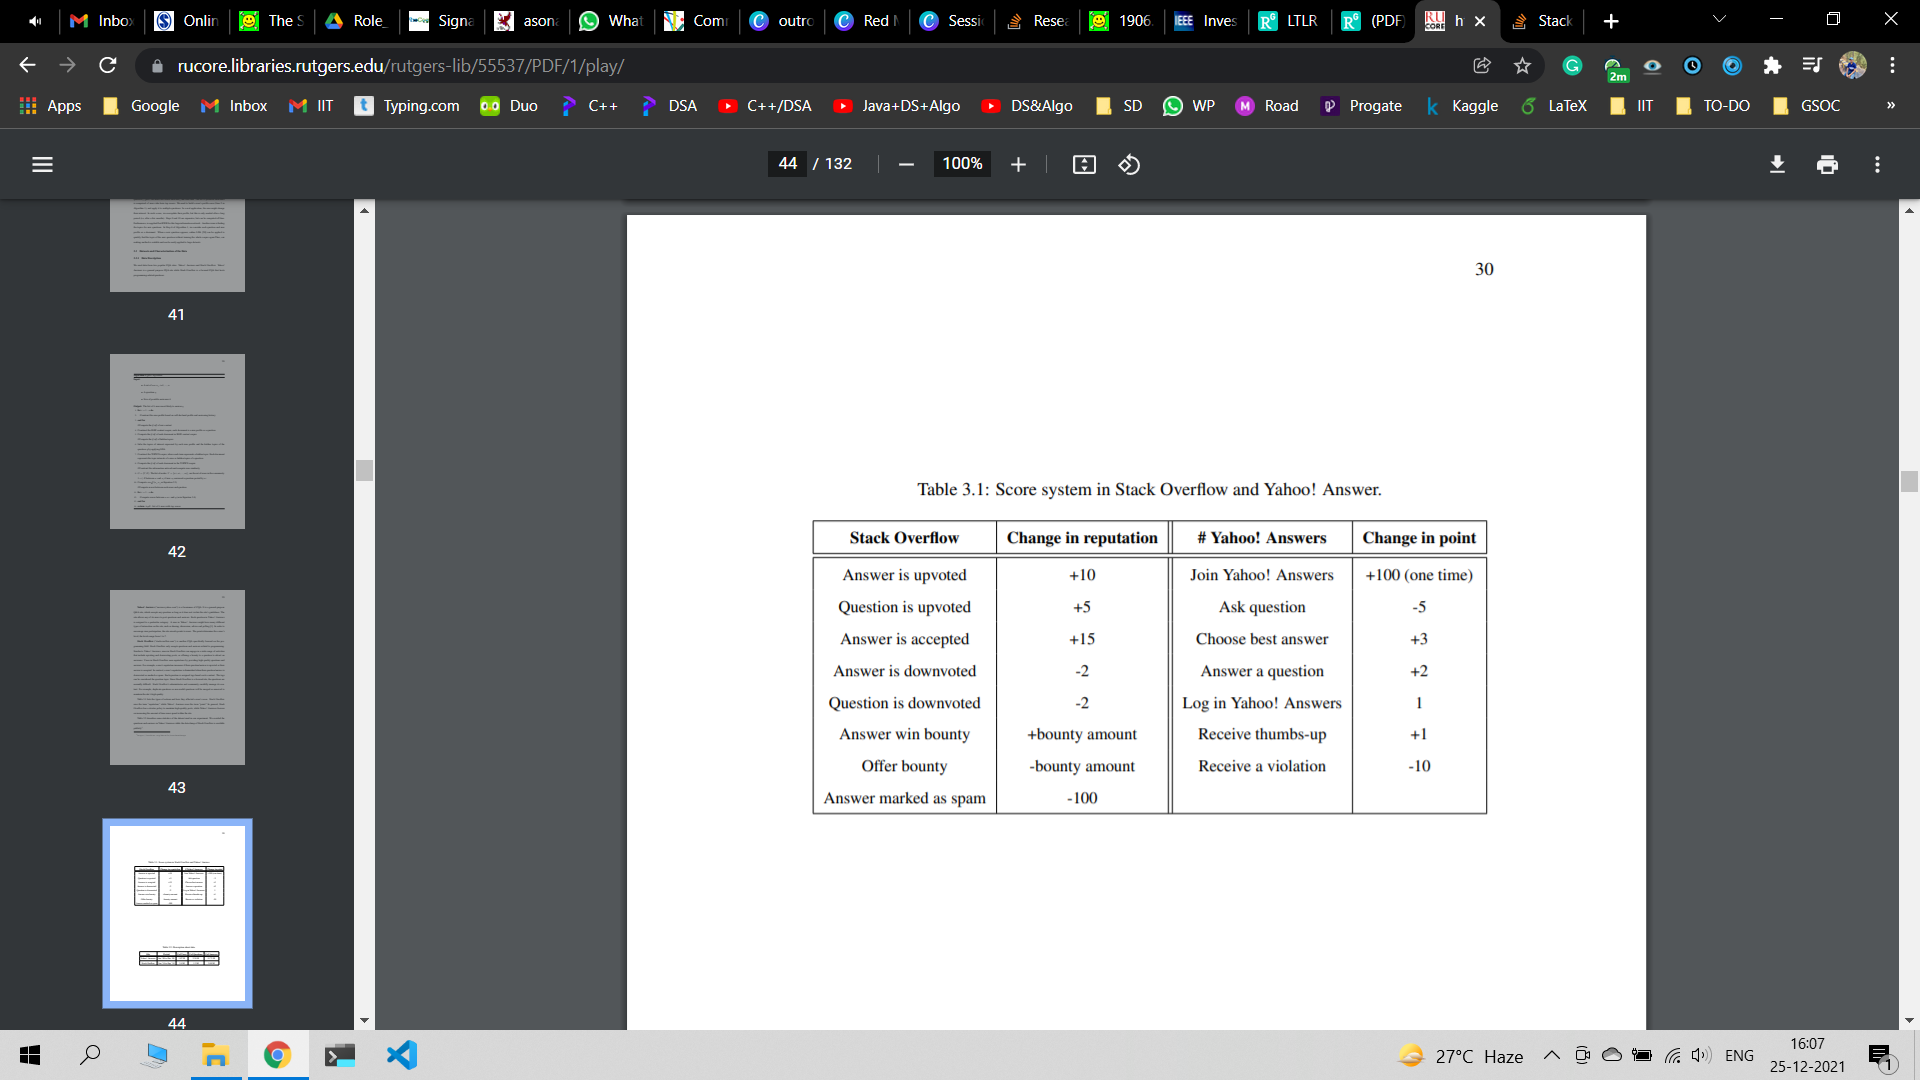 Inbox Onlin The S Role_ Signa asona What Comr outro Red M Sessic Resea 1906. IEEE Inves LTLR (PDF) h Stack
rucore.libraries.rutgers.edu/rutgers-lib/55537/PDF/1/play/
2m
Apps Google Inbox IIT Typing.com Duo C++ DSA C++/DSA Java+DS+Algo DS&Algo SD WP Road Progate Kaggle LaTeX IIT TO-DO GSOC »
44 / 132 100%
41
42
43
44
30
Table 3.1: Score system in Stack Overflow and Yahoo! Answer.
Stack Overflow Change in reputation # Yahoo! Answers Change in point
Answer is upvoted +10 Join Yahoo! Answers +100 (one time)
Question is upvoted +5 Ask question -5
Answer is accepted +15 Choose best answer +3
Answer is downvoted -2 Answer a question +2
Question is downvoted -2 Log in Yahoo! Answers 1
Answer win bounty +bounty amount Receive thumbs-up +1
Offer bounty -bounty amount Receive a violation -10
Answer marked as spam -100
27°C Haze ENG 16:07
25-12-2021
1